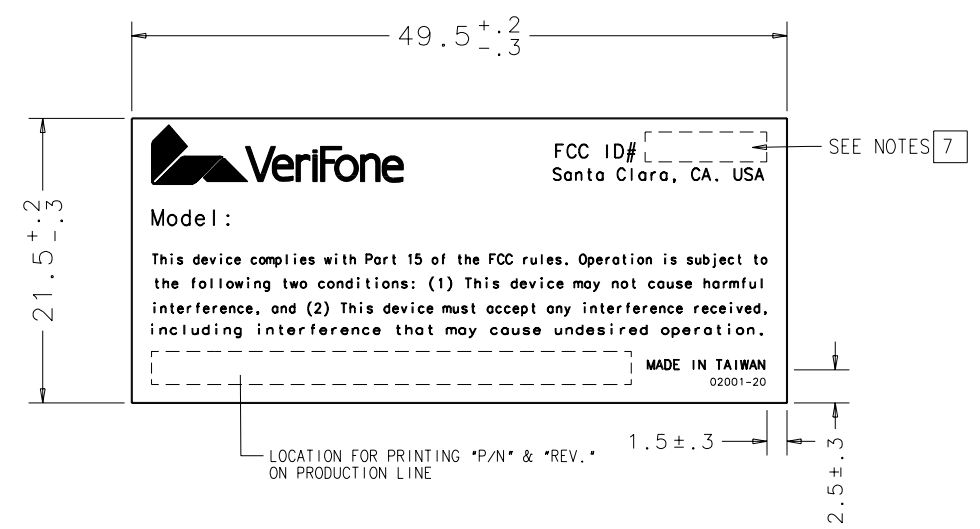 49.5 +.2 -.3
VeriFone
FCC ID#
SEE NOTES 7
Santa Clara, CA. USA
21.5 +.2 -.3
Model:
This device complies with Part 15 of the FCC rules. Operation is subject to
the following two conditions: (1) This device may not cause harmful
interference, and (2) This device must accept any interference received,
including interference that may cause undesired operation.
MADE IN TAIWAN
02001-20
1.5±.3
2.5±.3
LOCATION FOR PRINTING "P/N" & "REV."
ON PRODUCTION LINE